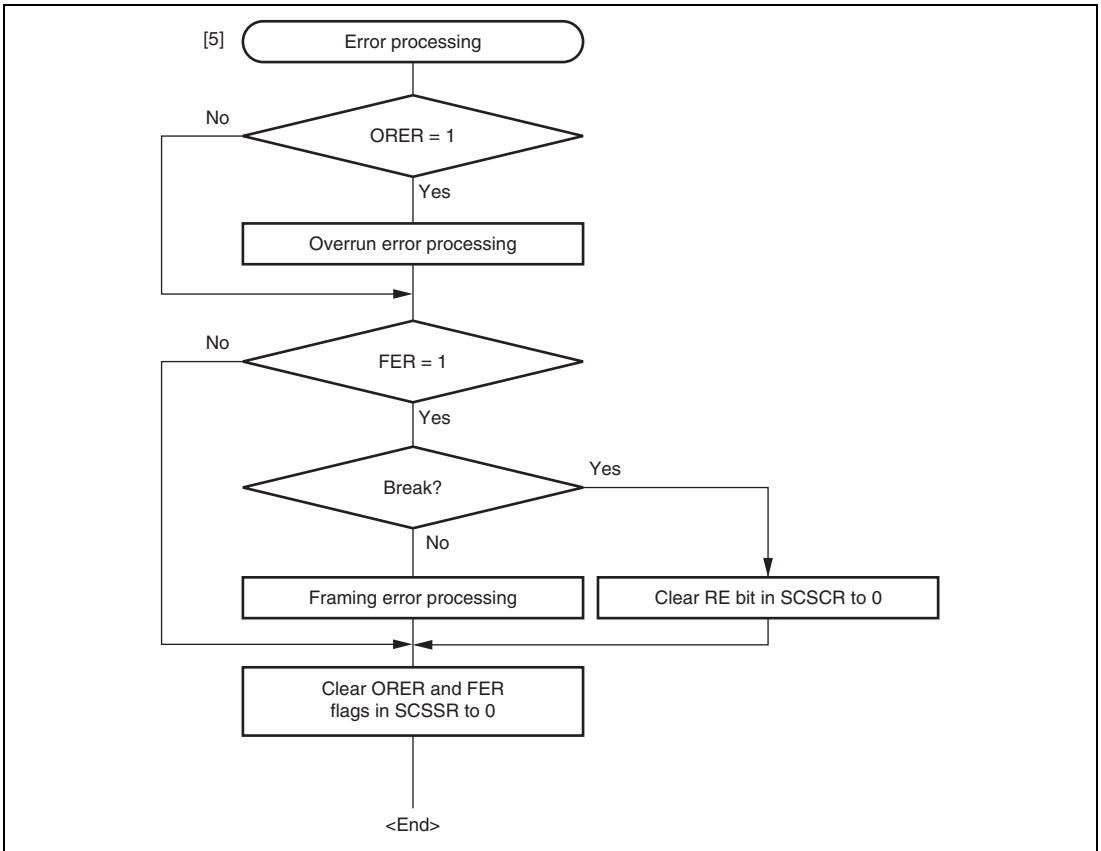 [5]
Error processing
No
ORER = 1
Yes
Overrun error processing
No
FER = 1
Yes
Break?
Yes
No
Framing error processing
Clear RE bit in SCSCR to 0
Clear ORER and FER
flags in SCSSR to 0
<End>